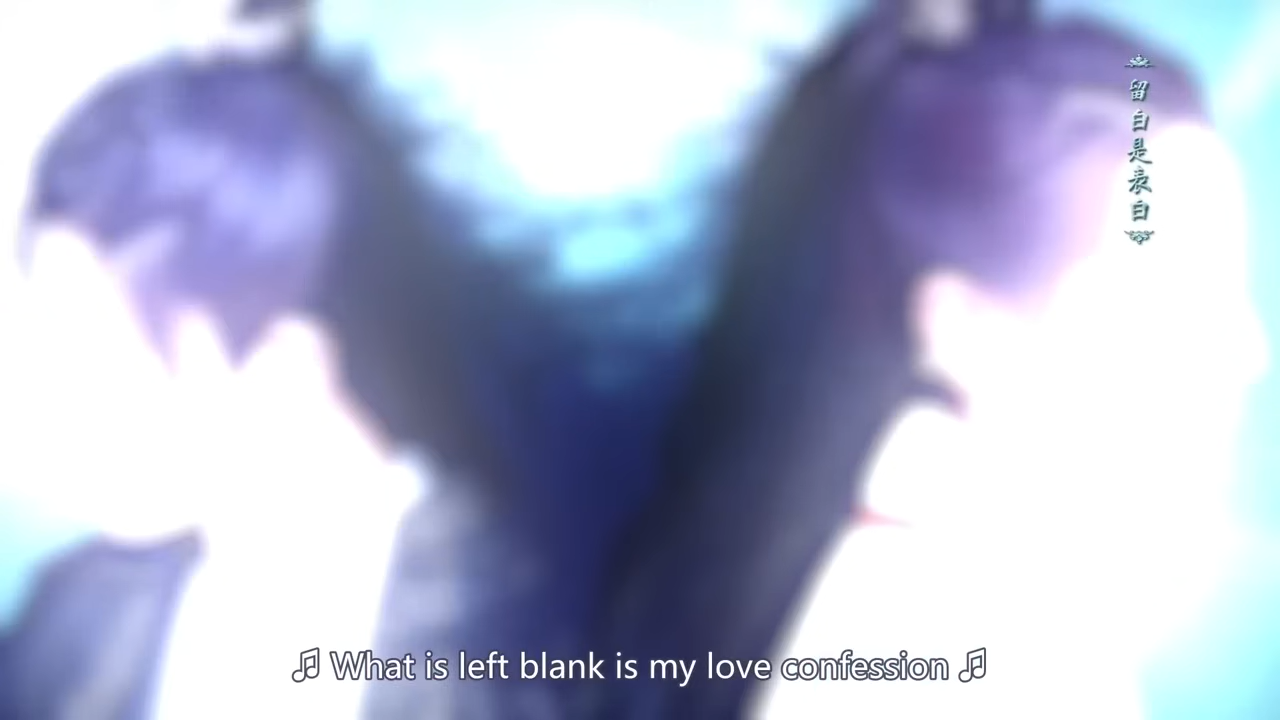 留白是表白
♫ What is left blank is my love confession ♫